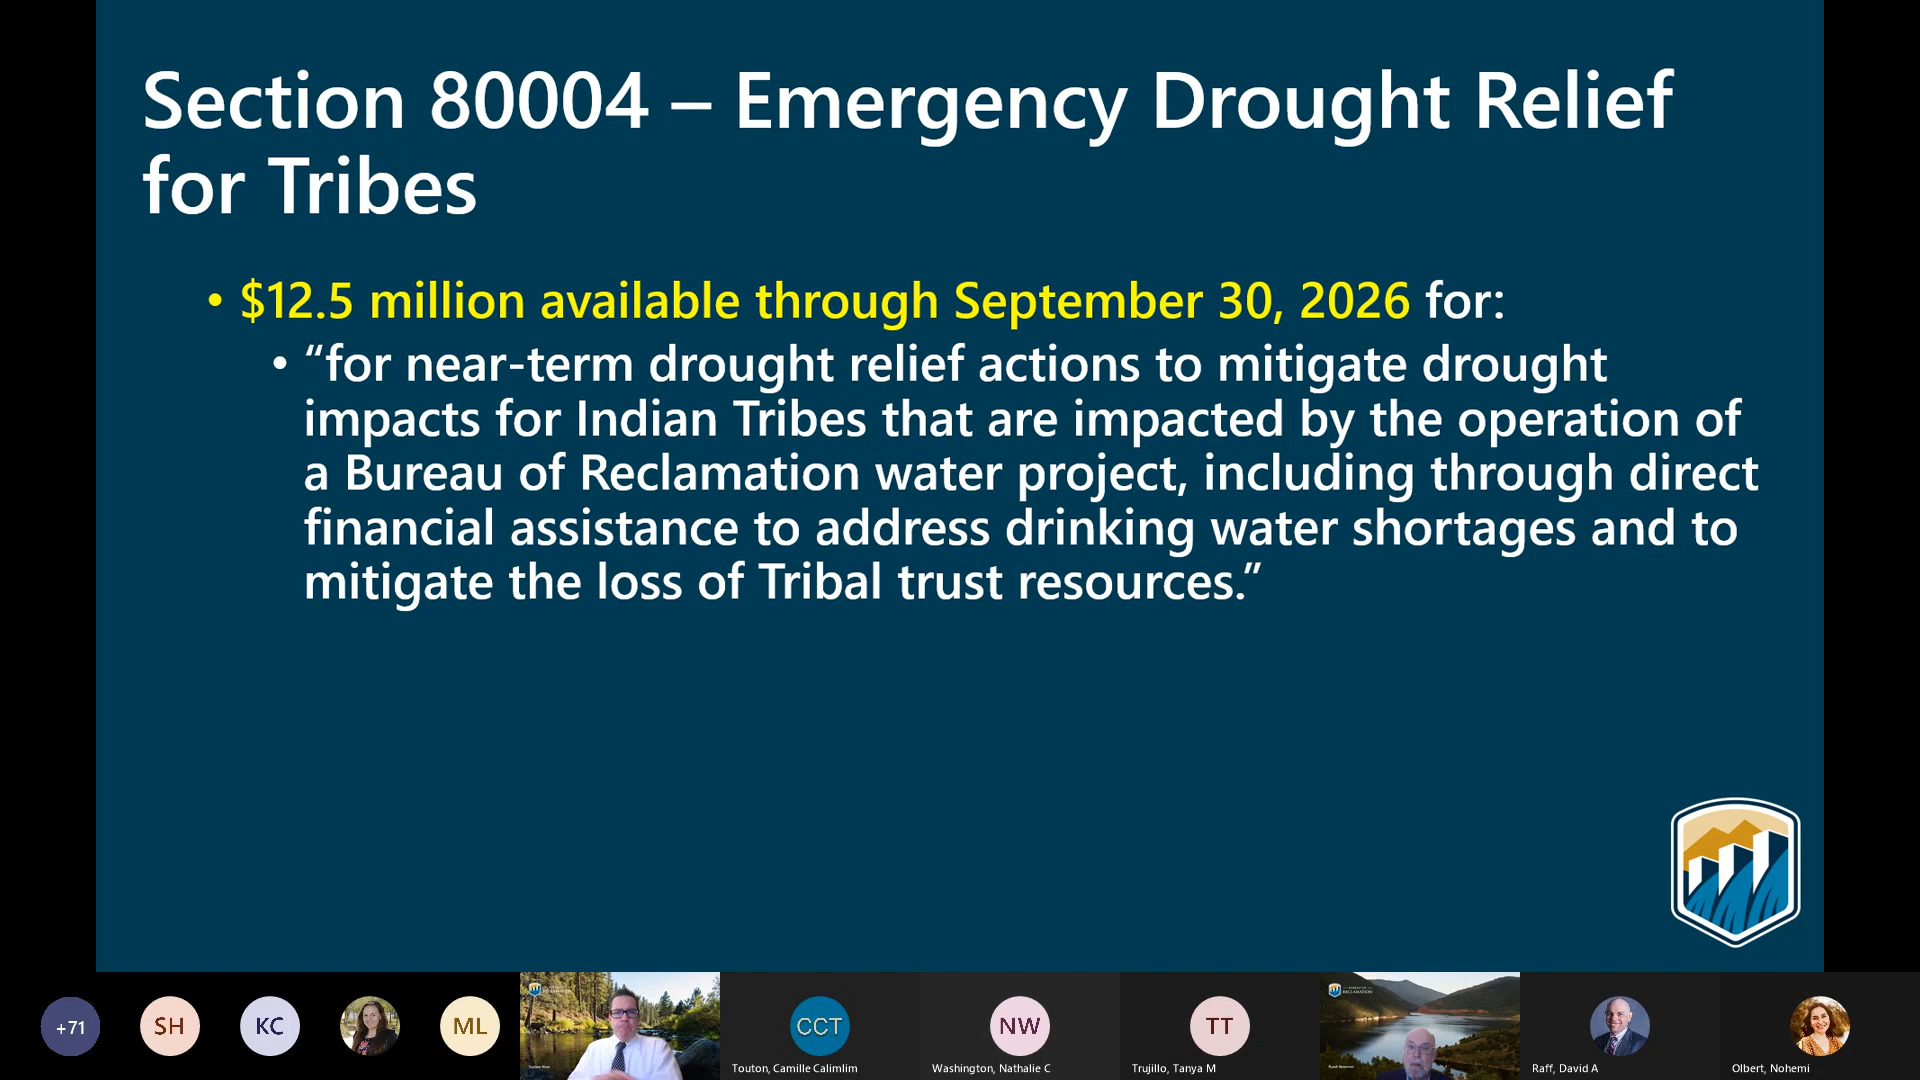 Section 80004 – Emergency Drought Relief
for Tribes
• $12.5 million available through September 30, 2026 for:
• “for near-term drought relief actions to mitigate drought
impacts for Indian Tribes that are impacted by the operation of
a Bureau of Reclamation water project, including through direct
financial assistance to address drinking water shortages and to
mitigate the loss of Tribal trust resources.”
+71
SH
KC
ML
CCT
NW
TT
RECLAMATION
Touton, Camille Calimlim
Washington, Nathalie C
Trujillo, Tanya M
Raff, David A
Olbert, Nohemi